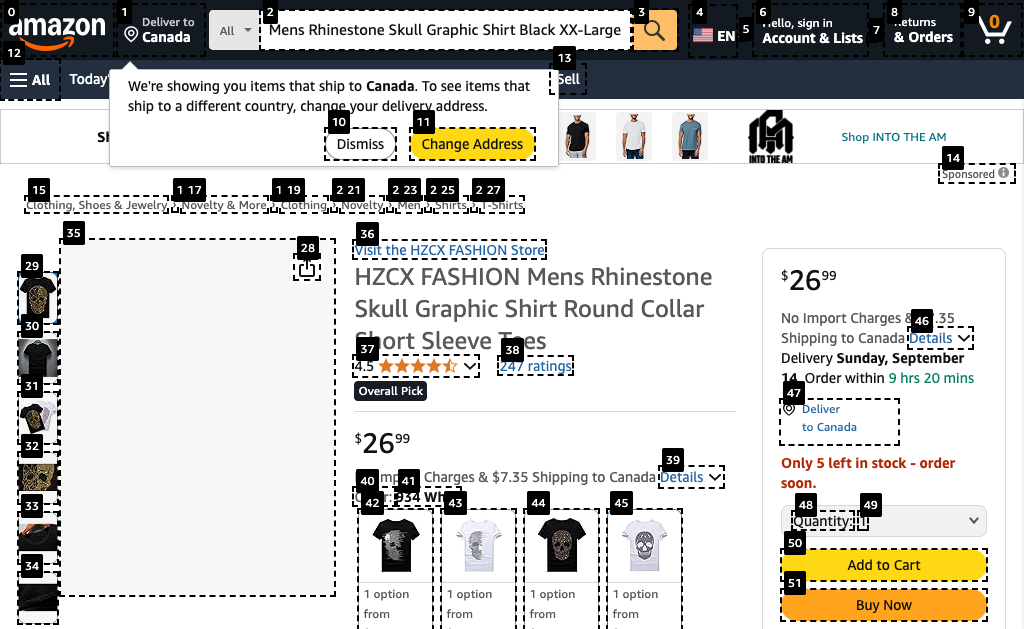 0 1 2 3 4 5 6 7 8 9
amazon
Deliver to
Canada
All
Mens Rhinestone Skull Graphic Shirt Black XX-Large
EN
Hello, sign in
Account & Lists
Returns
& Orders
0
12 13
All
Today'
Sell
We're showing you items that ship to Canada. To see items that
ship to a different country, change your delivery address.
10 11
Dismiss
Change Address
Sh
INTO THE AM
Shop INTO THE AM
14
Sponsored
15 1 17 1 19 2 21 2 23 2 25 2 27
Clothing, Shoes & Jewelry › Novelty & More › Clothing › Novelty › Men › Shirts › T-Shirts
35
28
29
30
31
32
33
34
36
Visit the HZCX FASHION Store
HZCX FASHION Mens Rhinestone
Skull Graphic Shirt Round Collar
Short Sleeve Tees
37 38
4.5
247 ratings
Overall Pick
$26 99
39
Charges & $7.35 Shipping to Canada Details
40 41
934 Wh
42 43 44 45
1 option
from
1 option
from
1 option
from
1 option
from
$26 99
No Import Charges & $7.35
46
Shipping to Canada Details
Delivery Sunday, September
14. Order within 9 hrs 20 mins
47
Deliver
to Canada
Only 5 left in stock - order
soon.
48 49
Quantity: 1
50
Add to Cart
51
Buy Now